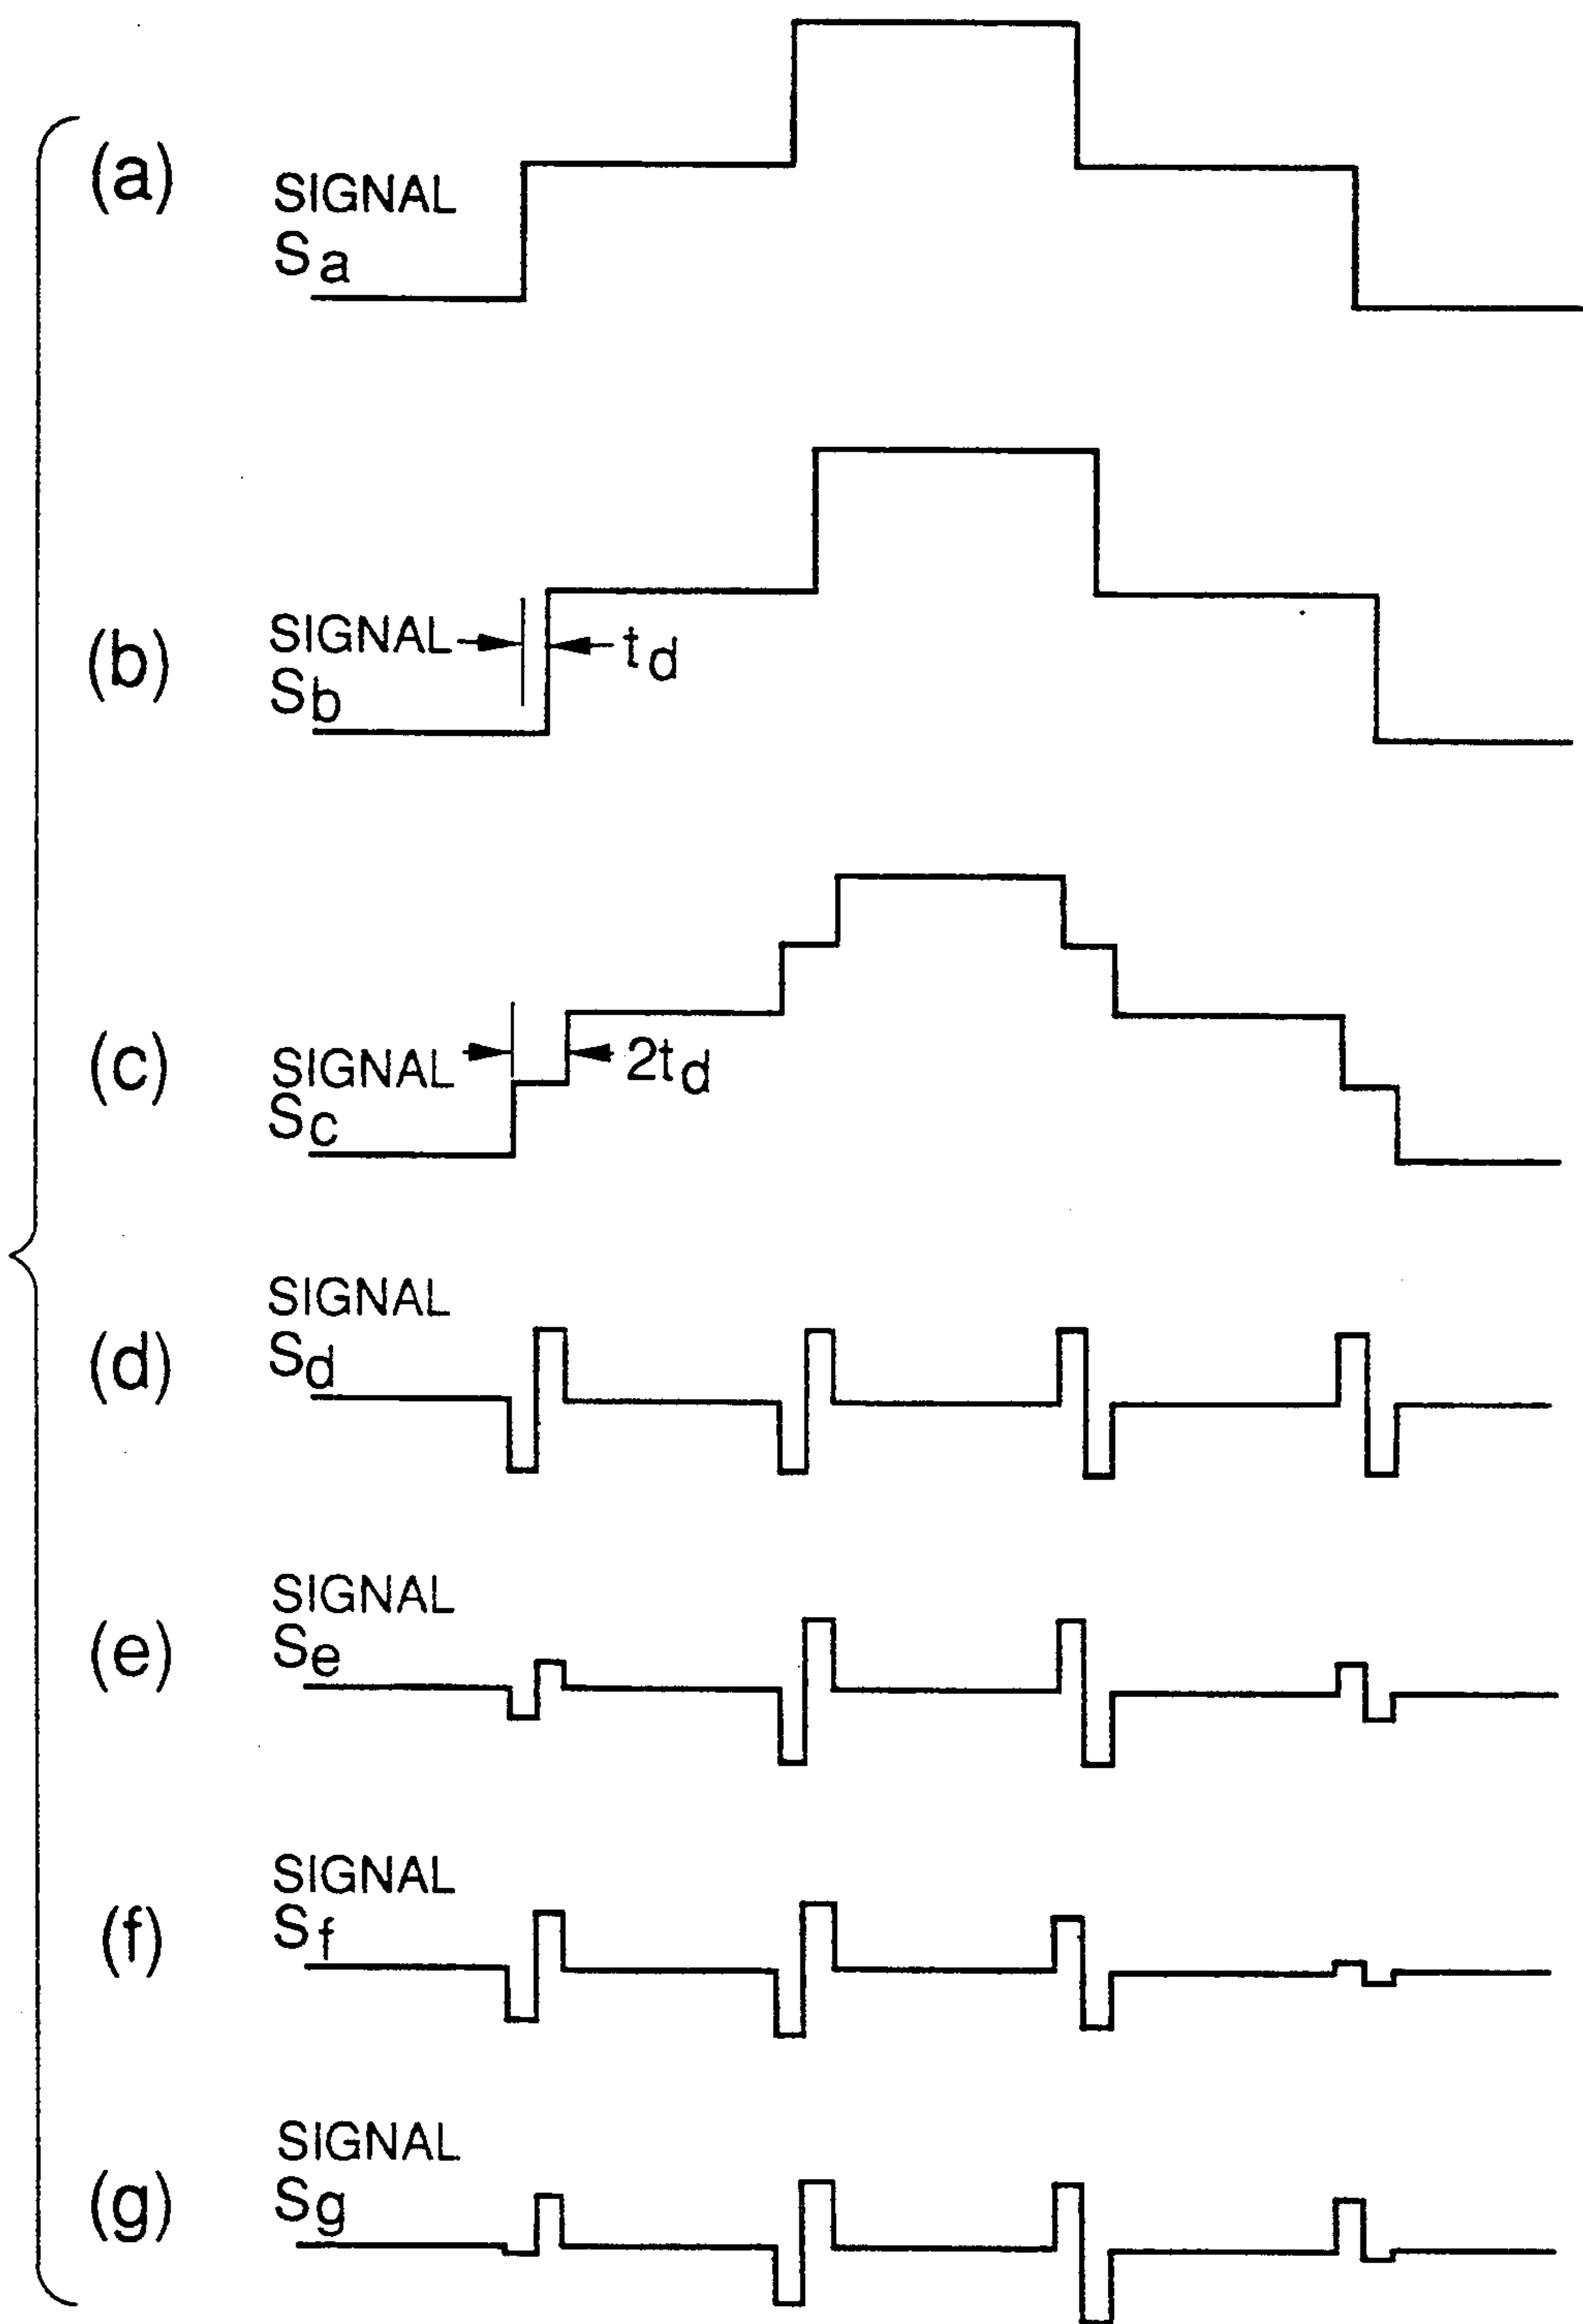 (a)
SIGNAL
Sa
(b)
SIGNAL
Sb
td
(c)
SIGNAL
Sc
2td
(d)
SIGNAL
Sd
(e)
SIGNAL
Se
(f)
SIGNAL
Sf
(g)
SIGNAL
Sg